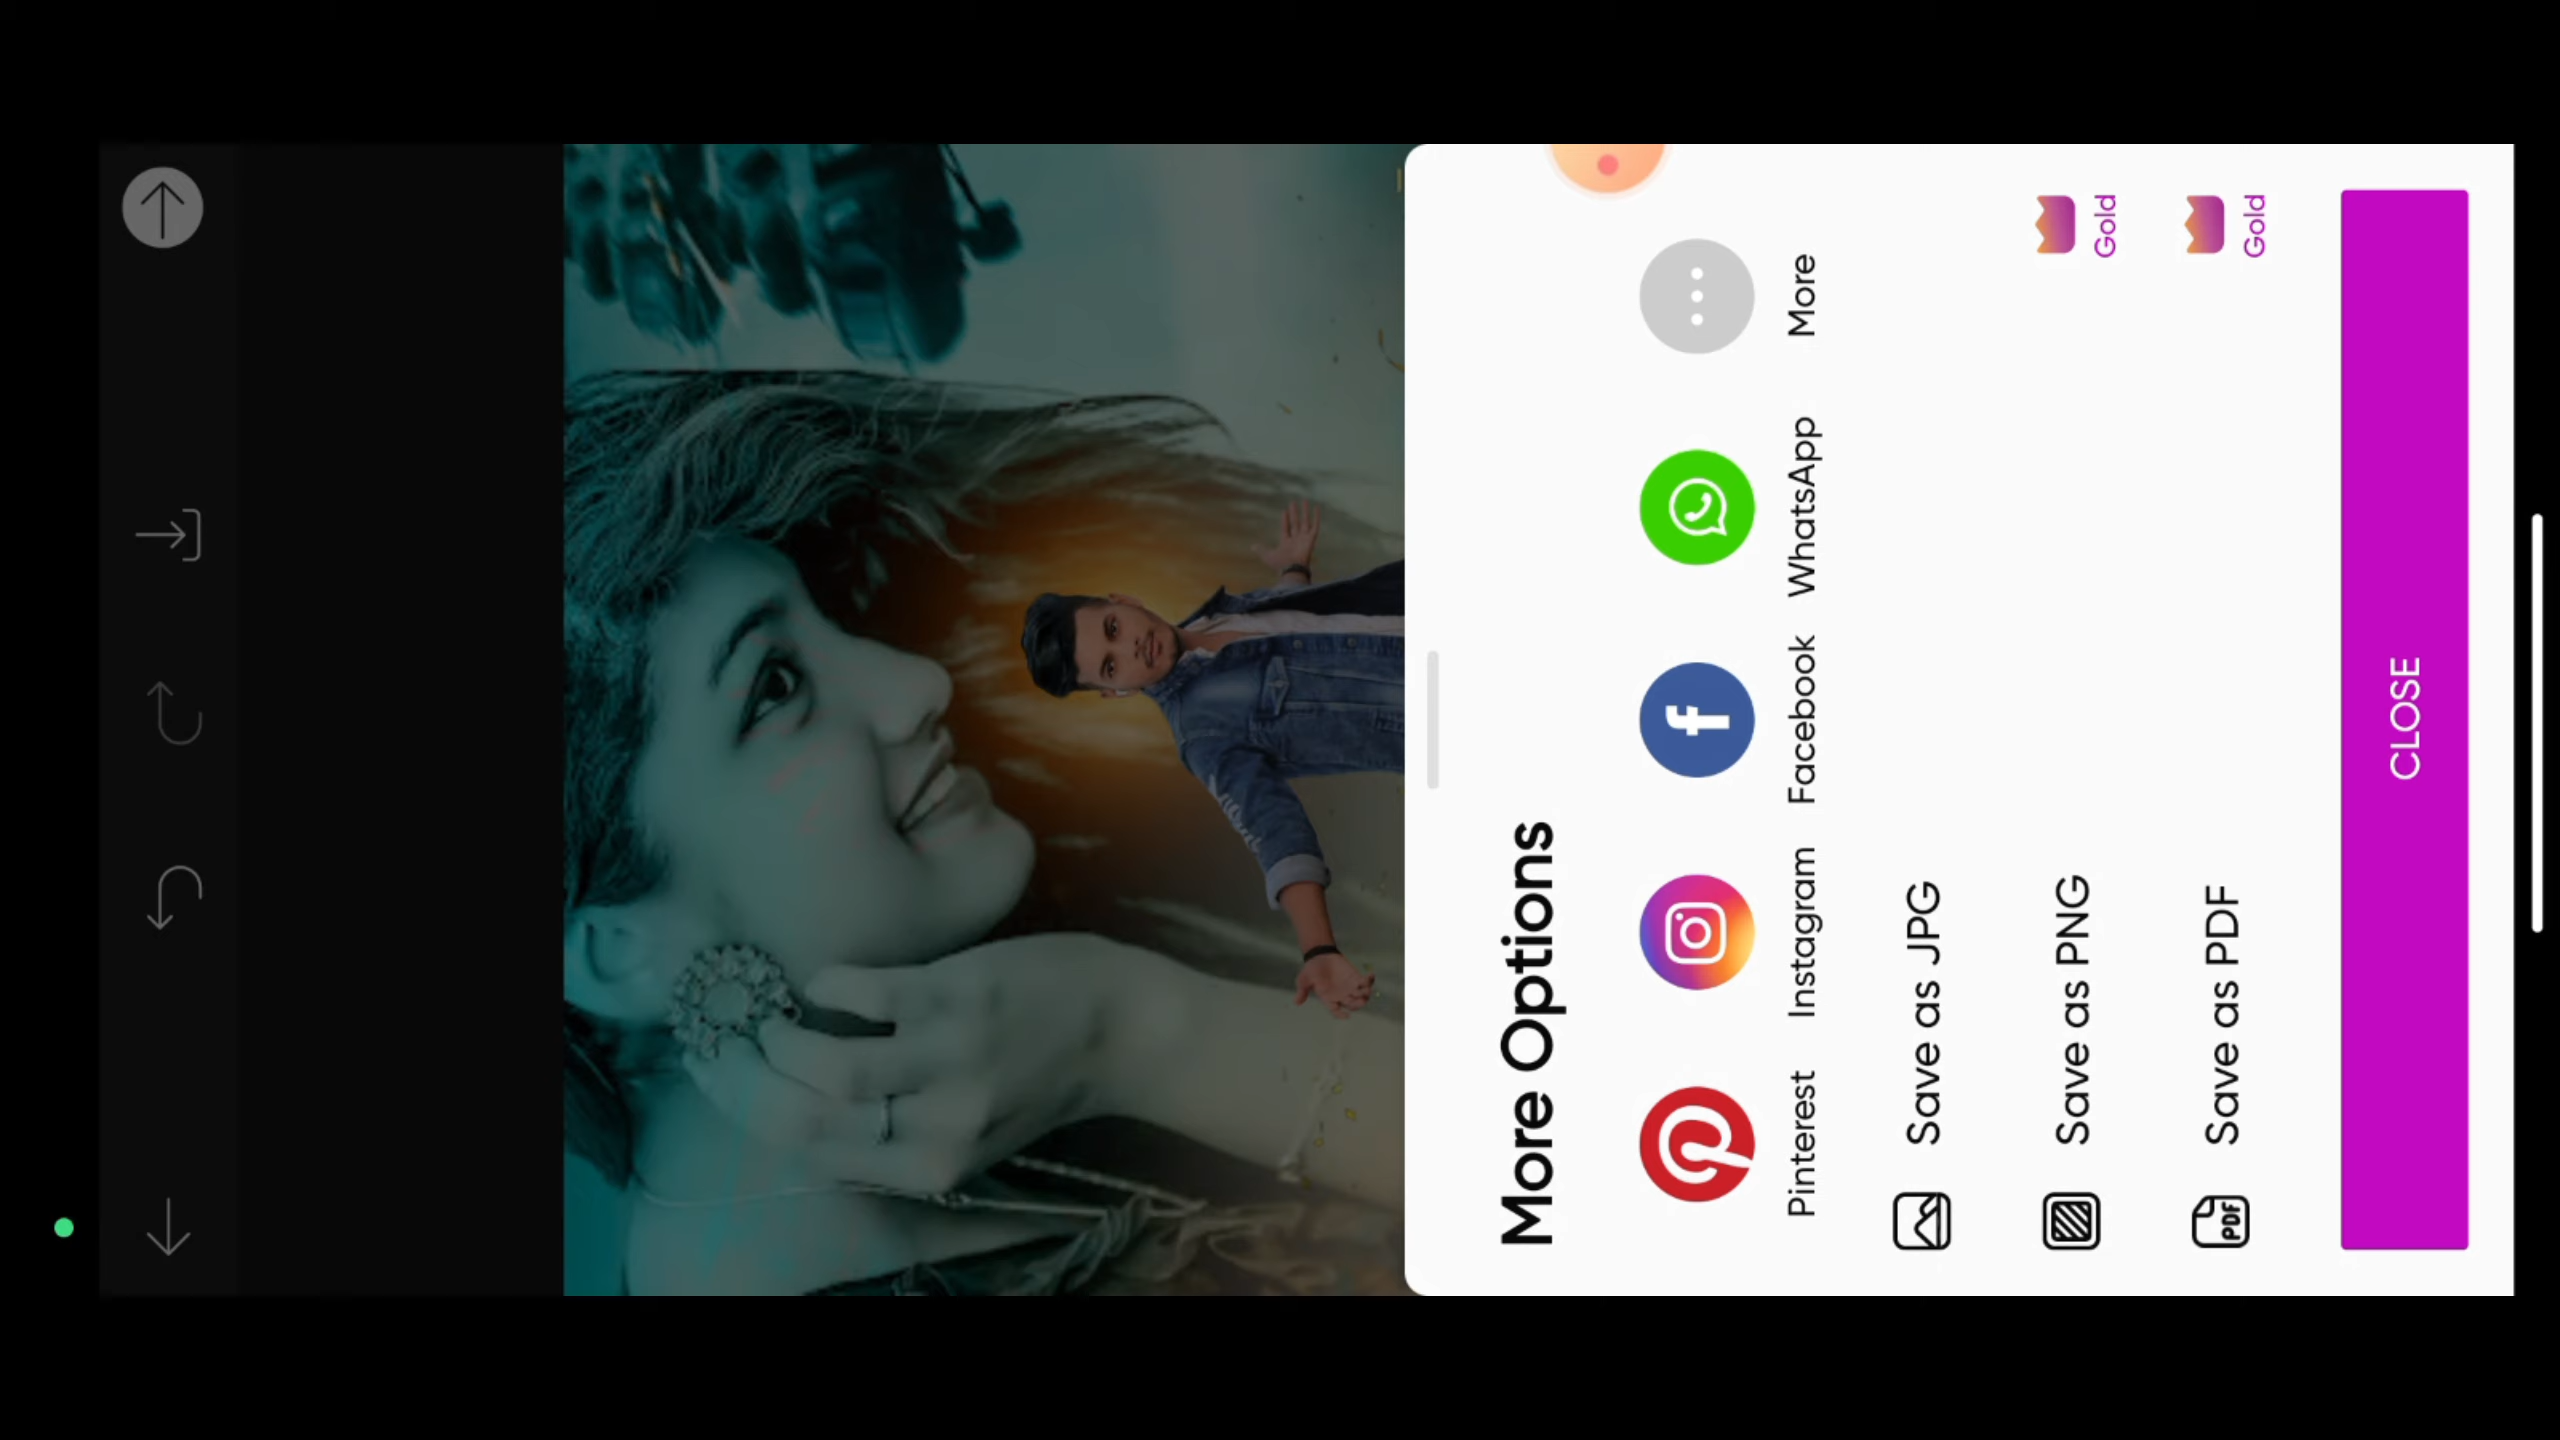 More Options
Pinterest
Instagram
Facebook
WhatsApp
More
Save as JPG
Save as PNG
Gold
PDF
Save as PDF
Gold
CLOSE